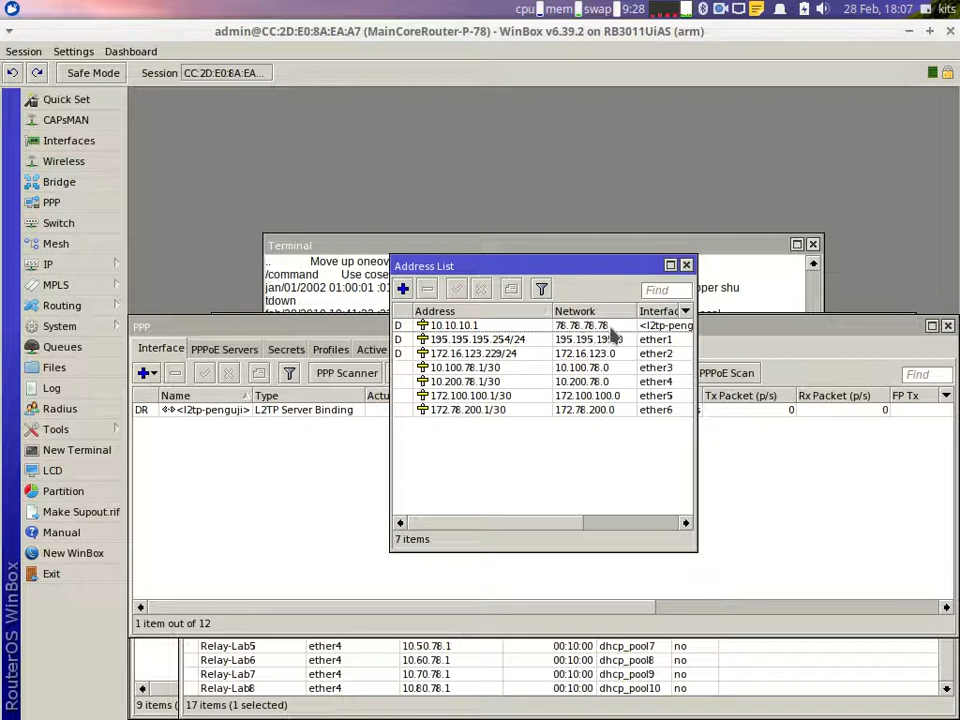 cpu mem swap 9:28 28 Feb, 18:07 kits
admin@CC:2D:E0:8A:EA:A7 (MainCoreRouter-P-78) - WinBox v6.39.2 on RB3011UiAS (arm)
Session Settings Dashboard
Safe Mode Session: CC:2D:E0:8A:EA...
Quick Set
CAPsMAN
Interfaces
Wireless
Bridge
PPP
Switch
Mesh
IP
MPLS
Routing
System
Queues
Files
Log
Radius
Tools
New Terminal
LCD
Partition
Make Supout.rif
Manual
New WinBox
Exit
RouterOS WinBox
Terminal
.. Move up one
/command Use co
jan/01/2002 01:00:01
tdown
per shu
Address List
Find
Address Network Interfac
D 10.10.10.1 78.78.78.78 <l2tp-peng
D 195.195.195.254/24 195.195.19 ether1
D 172.16.123.229/24 172.16.123.0 ether2
10.100.78.1/30 10.100.78.0 ether3
10.200.78.1/30 10.200.78.0 ether4
172.100.100.1/30 172.100.100.0 ether5
172.78.200.1/30 172.78.200.0 ether6
7 items
PPP
Interface PPPoE Servers Secrets Profiles Active
PPP Scanner PPPoE Scan Find
Name Type Actu Tx Packet (p/s) Rx Packet (p/s) FP Tx
DR <l2tp-penguji> L2TP Server Binding 0 0
1 item out of 12
Relay-Lab5 ether4 10.50.78.1 00:10:00 dhcp_pool7 no
Relay-Lab6 ether4 10.60.78.1 00:10:00 dhcp_pool8 no
Relay-Lab7 ether4 10.70.78.1 00:10:00 dhcp_pool9 no
Relay-Lab8 ether4 10.80.78.1 00:10:00 dhcp_pool10 no
9 items ( 17 items (1 selected)